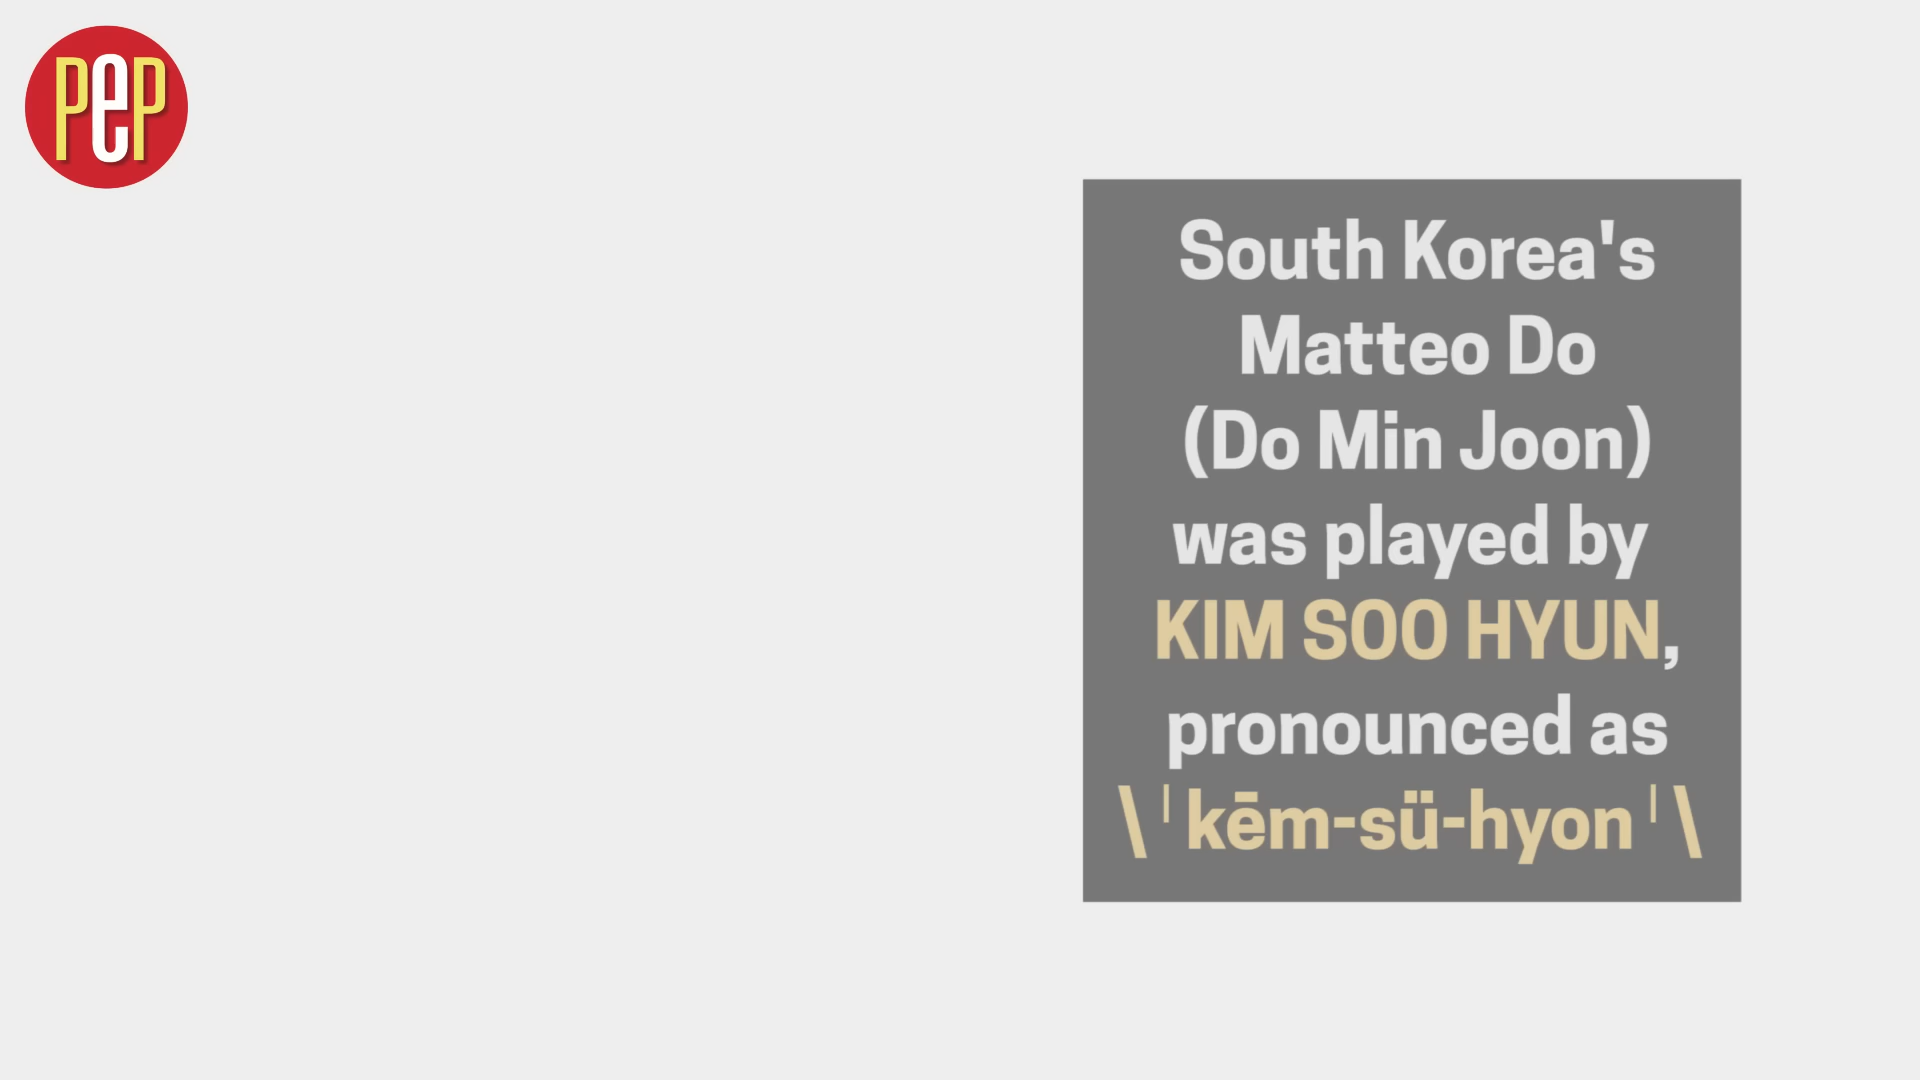 PeP
South Korea's
Matteo Do
(Do Min Joon)
was played by
KIM SOO HYUN,
pronounced as
\ˈkēm-sü-hyonˈ\